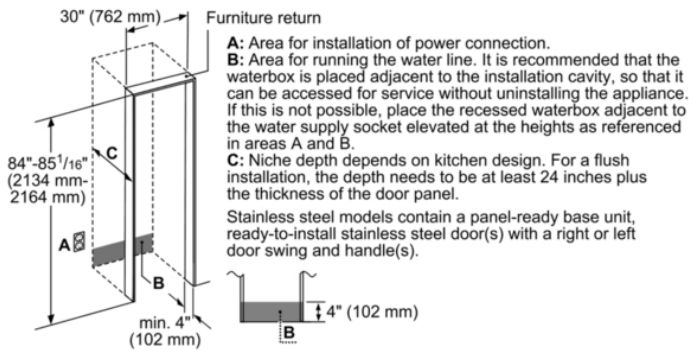 30" (762 mm)
Furniture return
A: Area for installation of power connection.
B: Area for running the water line. It is recommended that the
waterbox is placed adjacent to the installation cavity, so that it
can be accessed for service without uninstalling the appliance.
If this is not possible, place the recessed waterbox adjacent to
the water supply socket elevated at the heights as referenced
in areas A and B.
C: Niche depth depends on kitchen design. For a flush
installation, the depth needs to be at least 24 inches plus
the thickness of the door panel.
Stainless steel models contain a panel-ready base unit,
ready-to-install stainless steel door(s) with a right or left
door swing and handle(s).
C
84"-85 1/16"
(2134 mm-
2164 mm)
A
B
min. 4"
(102 mm)
4" (102 mm)
B